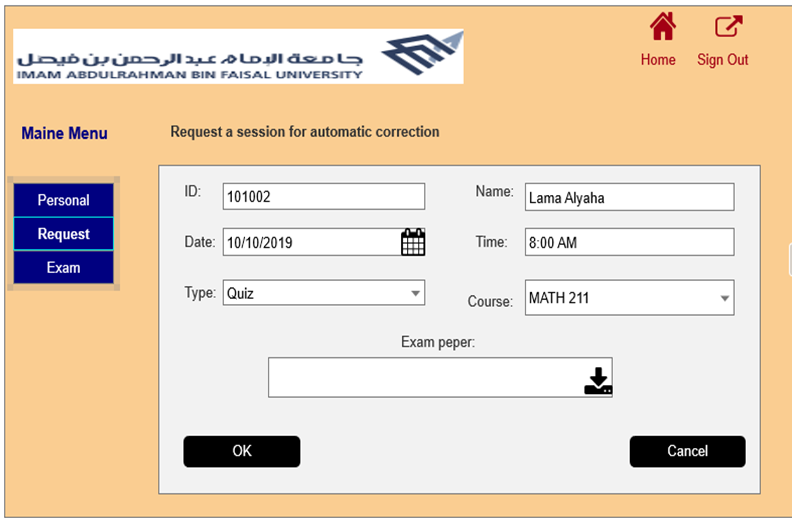 جامعة الإمام عبد الرحمن بن فيصل
IMAM ABDULRAHMAN BIN FAISAL UNIVERSITY
Home
Sign Out
Maine Menu
Request a session for automatic correction
Personal
Request
Exam
ID: 101002
Name: Lama Alyaha
Date: 10/10/2019
Time: 8:00 AM
Type: Quiz
Course: MATH 211
Exam peper:
OK
Cancel